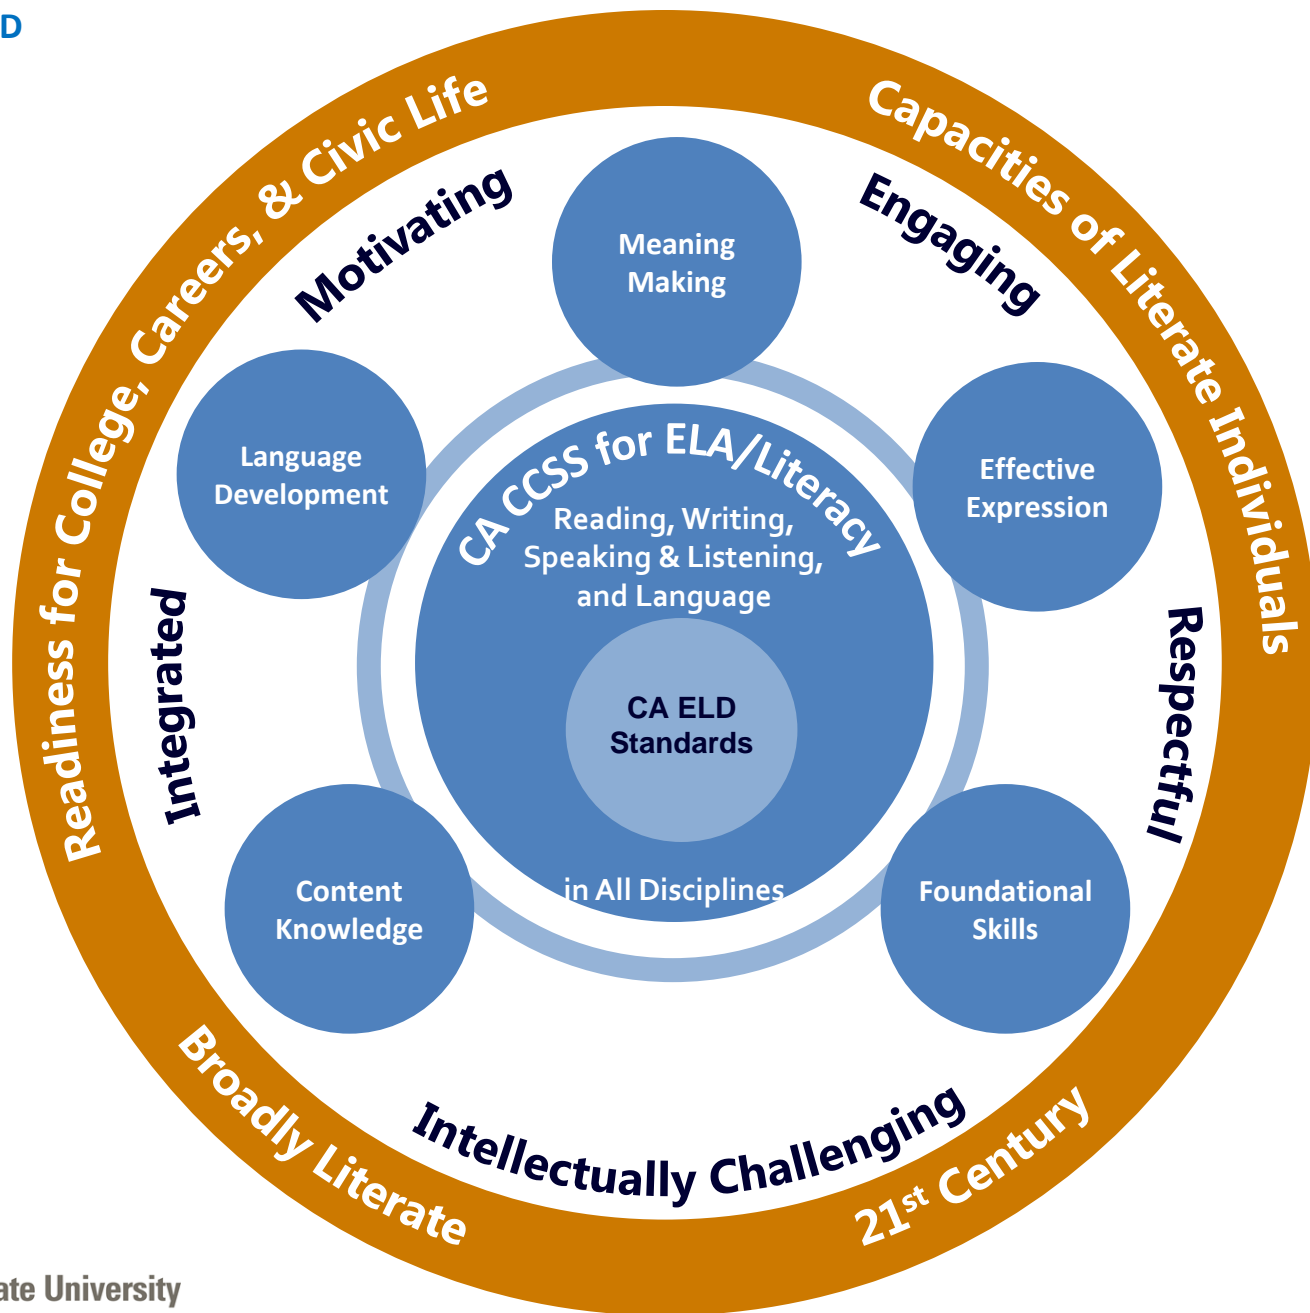 D
Readiness for College, Careers, & Civic Life
Capacities of Literate Individuals
Motivating
Engaging
Meaning
Making
Language
Development
Effective
Expression
CA CCSS for ELA/Literacy
Reading, Writing,
Speaking & Listening,
and Language
Integrated
Respectful
CA ELD
Standards
in All Disciplines
Content
Knowledge
Foundational
Skills
Broadly Literate
Intellectually Challenging
21st Century
ate University